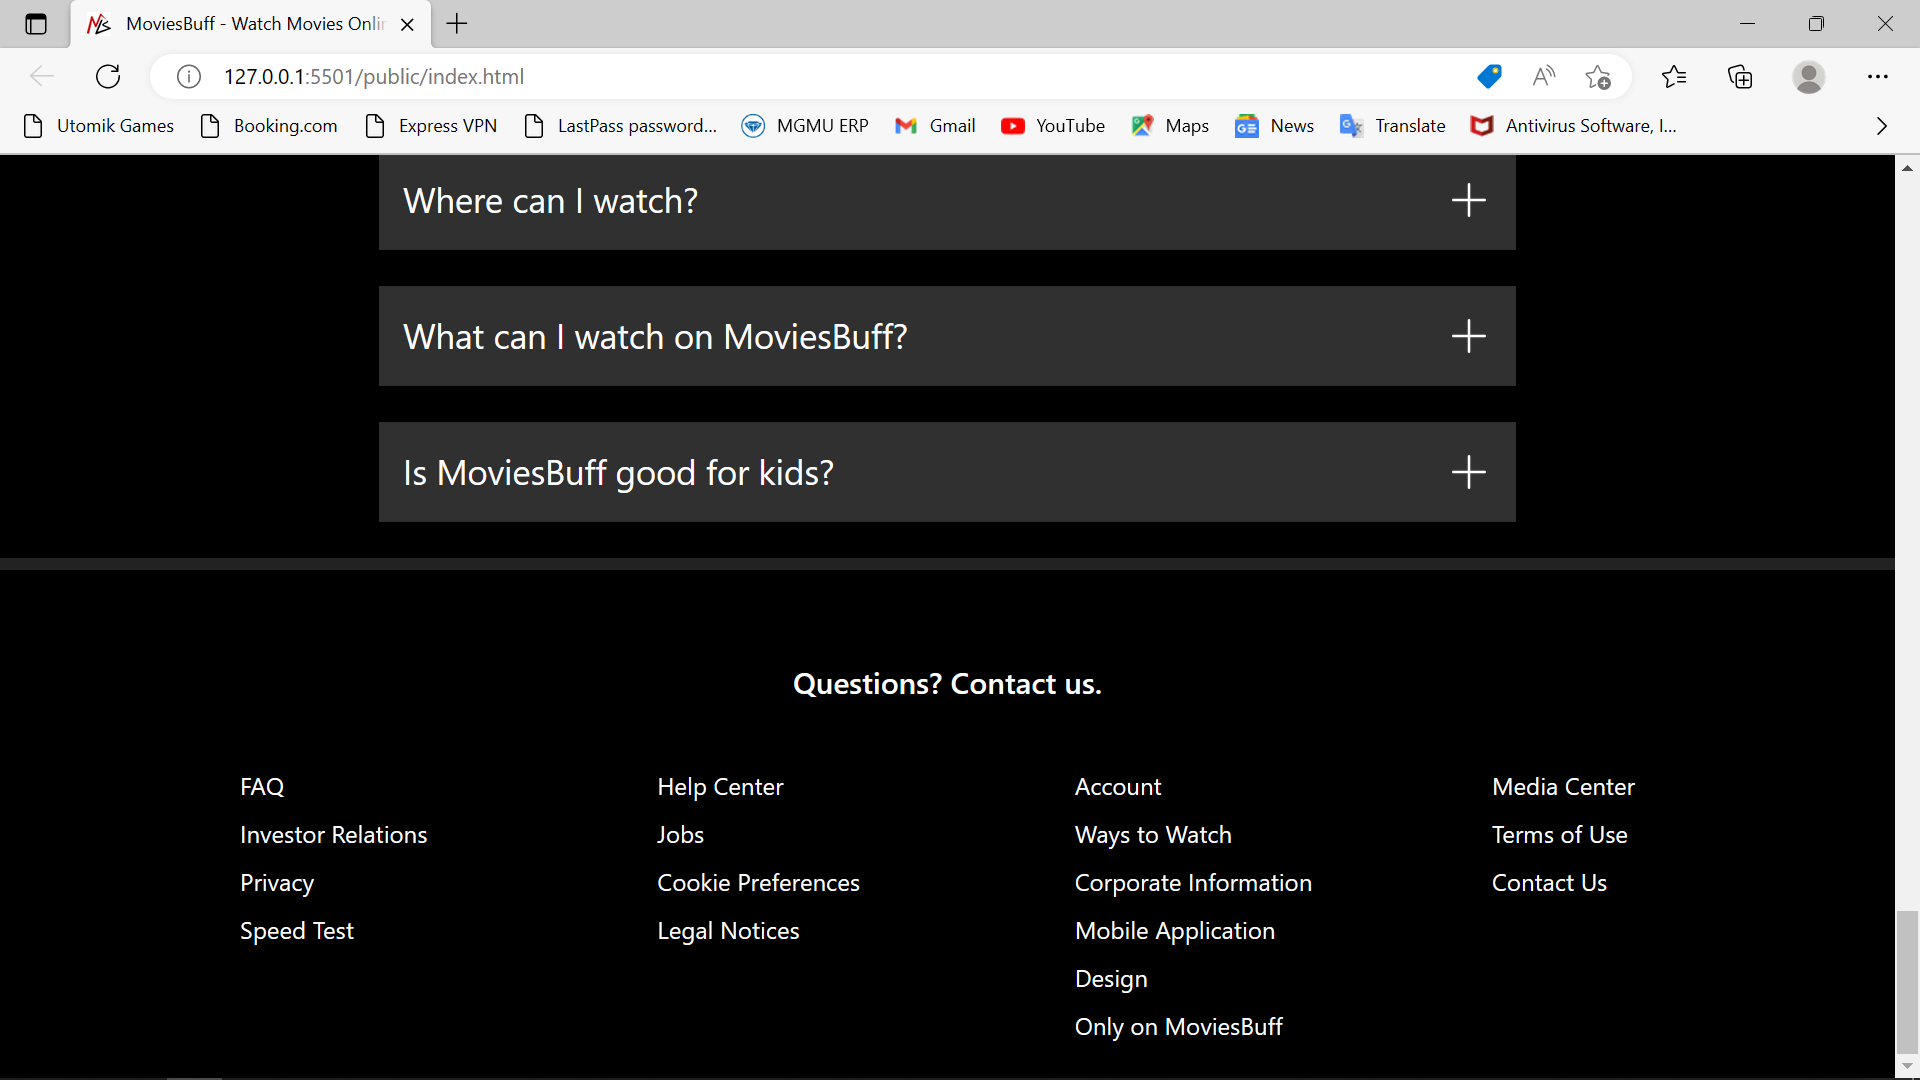 MoviesBuff - Watch Movies Onlin
127.0.0.1:5501/public/index.html
Utomik Games Booking.com Express VPN LastPass password... MGMU ERP Gmail YouTube Maps News Translate Antivirus Software, I...
Where can I watch?
What can I watch on MoviesBuff?
Is MoviesBuff good for kids?
Questions? Contact us.
FAQ Help Center Account Media Center
Investor Relations Jobs Ways to Watch Terms of Use
Privacy Cookie Preferences Corporate Information Contact Us
Speed Test Legal Notices Mobile Application
Design
Only on MoviesBuff